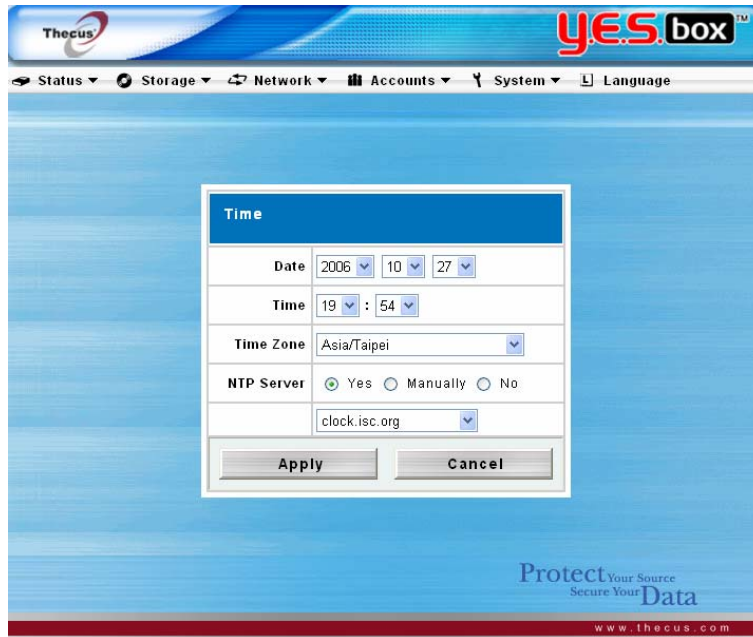 Thecus
Y.E.S.box™
Status Storage Network Accounts System L Language
Time
Date 2006 10 27
Time 19 : 54
Time Zone Asia/Taipei
NTP Server Yes Manually No
clock.isc.org
Apply Cancel
Protect Your Source
Secure Your Data
www.thecus.com